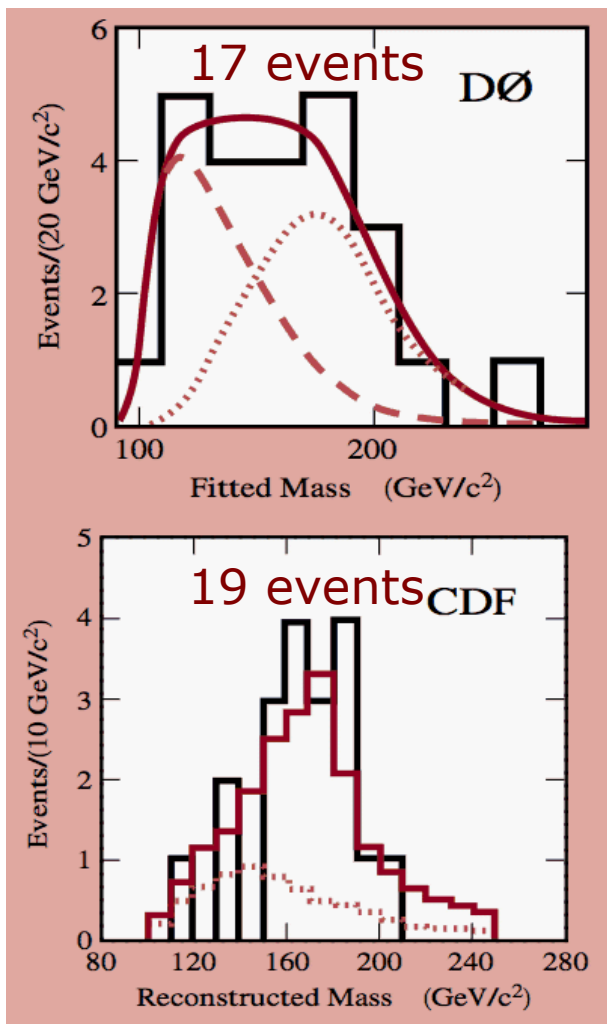 6
17 events
DØ
4
2
0
Events/(20 GeV/c²)
100 200
Fitted Mass (GeV/c²)
5
19 events
CDF
4
3
2
1
0
Events/(10 GeV/c²)
80 120 160 200 240 280
Reconstructed Mass (GeV/c²)